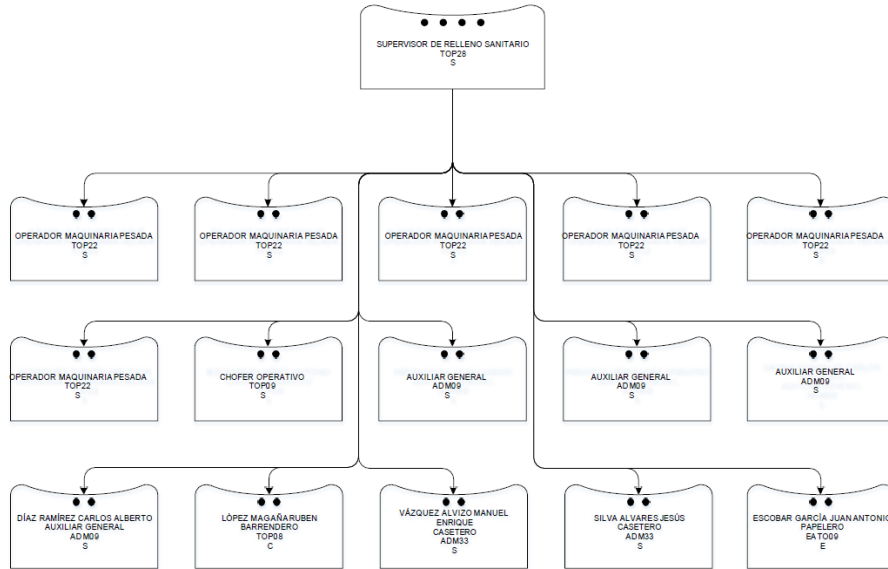 SUPERVISOR DE RELLENO SANITARIO
TOP28
S
OPERADOR MAQUINARIA PESADA
TOP22
S
OPERADOR MAQUINARIA PESADA
TOP22
S
OPERADOR MAQUINARIA PESADA
TOP22
S
OPERADOR MAQUINARIA PESADA
TOP22
S
OPERADOR MAQUINARIA PESADA
TOP22
S
OPERADOR MAQUINARIA PESADA
TOP22
S
CHOFER OPERATIVO
TOP09
S
AUXILIAR GENERAL
ADM09
S
AUXILIAR GENERAL
ADM09
S
AUXILIAR GENERAL
ADM09
S
DÍAZ RAMÍREZ CARLOS ALBERTO
AUXILIAR GENERAL
ADM09
S
LÒPEZ MAGAÑA RUBEN
BARRENDERO
TOP08
C
VÁZQUEZ ALVIZO MANUEL
ENRIQUE
CASETERO
ADM33
S
SILVA ALVARES JESÚS
CASETERO
ADM33
S
ESCOBAR GARCÌA JUAN ANTONIO
PAPELERO
EATO09
E